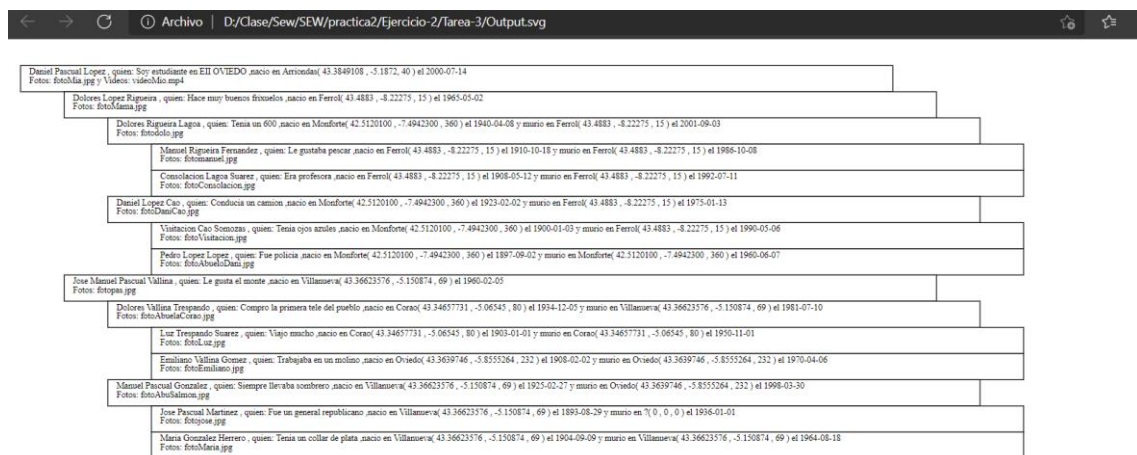 Archivo | D:/Clase/Sew/SEW/practica2/Ejercicio-2/Tarea-3/Output.svg
Daniel Pascual Lopez , quien: Soy estudiante en EII OVIEDO ,nacio en Arriondas( 43.3849108 , -5.1872, 40 ) el 2000-07-14
Fotos: fotoMia.jpg y Videos: videoMio.mp4
Dolores Lopez Rigueira , quien: Hace muy buenos frixuelos ,nacio en Ferrol( 43.4883 , -8.22275 , 15 ) el 1965-05-02
Fotos: fotoMama.jpg
Dolores Rigueira Lagoa , quien: Tenia un 600 ,nacio en Monforte( 42.5120100 , -7.4942300 , 360 ) el 1940-04-08 y murio en Ferrol( 43.4883 , -8.22275 , 15 ) el 2001-09-03
Fotos: fotodolo.jpg
Manuel Rigueira Fernandez , quien: Le gustaba pescar ,nacio en Ferrol( 43.4883 , -8.22275 , 15 ) el 1910-10-18 y murio en Ferrol( 43.4883 , -8.22275 , 15 ) el 1986-10-08
Fotos: fotomanuel.jpg
Consolacion Lagoa Suarez , quien: Era profesora ,nacio en Ferrol( 43.4883 , -8.22275 , 15 ) el 1908-05-12 y murio en Ferrol( 43.4883 , -8.22275 , 15 ) el 1992-07-11
Fotos: fotoConsolacion.jpg
Daniel Lopez Cao , quien: Conducia un camion ,nacio en Monforte( 42.5120100 , -7.4942300 , 360 ) el 1923-02-02 y murio en Ferrol( 43.4883 , -8.22275 , 15 ) el 1975-01-13
Fotos: fotoDaniCao.jpg
Visitacion Cao Somozas , quien: Tenia ojos azules ,nacio en Monforte( 42.5120100 , -7.4942300 , 360 ) el 1900-01-03 y murio en Ferrol( 43.4883 , -8.22275 , 15 ) el 1990-05-06
Fotos: fotoVisitacion.jpg
Pedro Lopez Lopez , quien: Fue policia ,nacio en Monforte( 42.5120100 , -7.4942300 , 360 ) el 1897-09-02 y murio en Monforte( 42.5120100 , -7.4942300 , 360 ) el 1960-06-07
Fotos: fotoAbueloDani.jpg
Jose Manuel Pascual Vallina , quien: Le gusta el monte ,nacio en Villanueva( 43.36623576 , -5.150874 , 69 ) el 1960-02-05
Fotos: fotopas.jpg
Dolores Vallina Trespando , quien: Compro la primera tele del pueblo ,nacio en Corao( 43.34657731 , -5.06545 , 80 ) el 1934-12-05 y murio en Villanueva( 43.36623576 , -5.150874 , 69 ) el 1981-07-10
Fotos: fotoAbuelaCorao.jpg
Luz Trespando Suarez , quien: Viajo mucho ,nacio en Corao( 43.34657731 , -5.06545 , 80 ) el 1903-01-01 y murio en Corao( 43.34657731 , -5.06545 , 80 ) el 1950-11-01
Fotos: fotoLuz.jpg
Emiliano Vallina Gomez , quien: Trabajaba en un molino ,nacio en Oviedo( 43.3639746 , -5.8555264 , 232 ) el 1908-02-02 y murio en Oviedo( 43.3639746 , -5.8555264 , 232 ) el 1970-04-06
Fotos: fotoEmiliano.jpg
Manuel Pascual Gonzalez , quien: Siempre llevaba sombrero ,nacio en Villanueva( 43.36623576 , -5.150874 , 69 ) el 1925-02-27 y murio en Oviedo( 43.3639746 , -5.8555264 , 232 ) el 1998-03-30
Fotos: fotoAbuSalmon.jpg
Jose Pascual Martinez , quien: Fue un general republicano ,nacio en Villanueva( 43.36623576 , -5.150874 , 69 ) el 1893-08-29 y murio en ?( 0 , 0 , 0 ) el 1936-01-01
Fotos: fotojose.jpg
Maria Gonzalez Herrero , quien: Tenia un collar de plata ,nacio en Villanueva( 43.36623576 , -5.150874 , 69 ) el 1904-09-09 y murio en Villanueva( 43.36623576 , -5.150874 , 69 ) el 1964-08-18
Fotos: fotoMaria.jpg